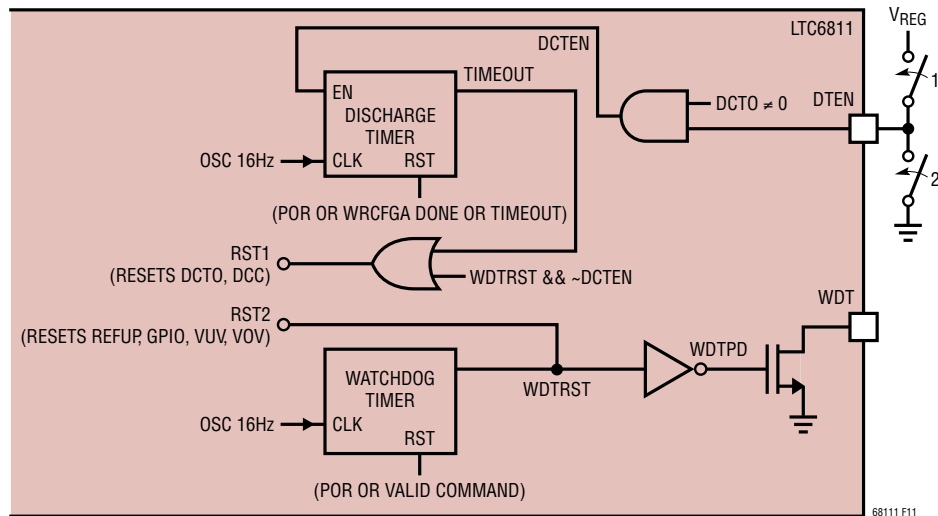 LTC6811
V_REG
DCTEN
TIMEOUT
1
EN
DCTO ≠ 0
DTEN
DISCHARGE
TIMER
OSC 16Hz
CLK
RST
2
(POR OR WRCFGA DONE OR TIMEOUT)
RST1
(RESETS DCTO, DCC)
WDTRST && ~DCTEN
RST2
(RESETS REFUP, GPIO, VUV, VOV)
WDT
WATCHDOG
TIMER
WDTRST
WDTPD
OSC 16Hz
CLK
RST
(POR OR VALID COMMAND)
68111 F11